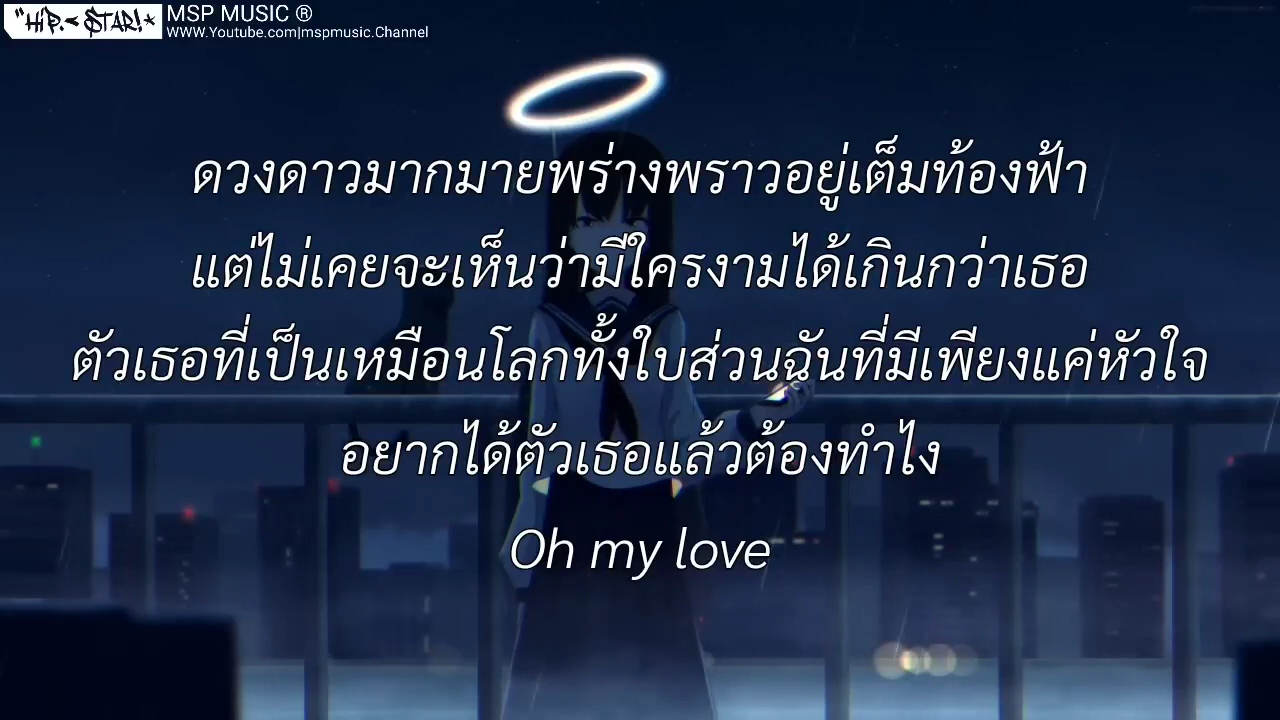 "HiP.< STAR!*
MSP MUSIC ®
www.Youtube.com|mspmusic.Channel
ดวงดาวมากมายพร่างพราวอยู่เต็มท้องฟ้า
แต่ไม่เคยจะเห็นว่ามีใครงามได้เกินกว่าเธอ
ตัวเธอที่เป็นเหมือนโลกทั้งใบส่วนฉันที่มีเพียงแค่หัวใจ
อยากได้ตัวเธอแล้วต้องทำไง
Oh my love